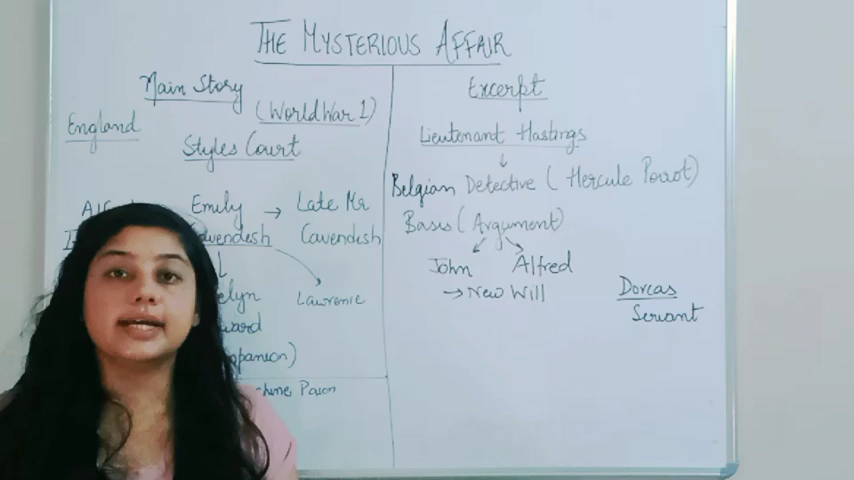 THE MYSTERIOUS AFFAIR
Main Story
(World War 1)
England
Styles Court
Emily → Late Mr
Cavendish Cavendish
Lawrence
Excerpt
Lieutenant Hastings
↓
Belgian Detective (Hercule Poirot)
Basis (Argument)
John Alfred
→ New Will
Dorcas
Servant